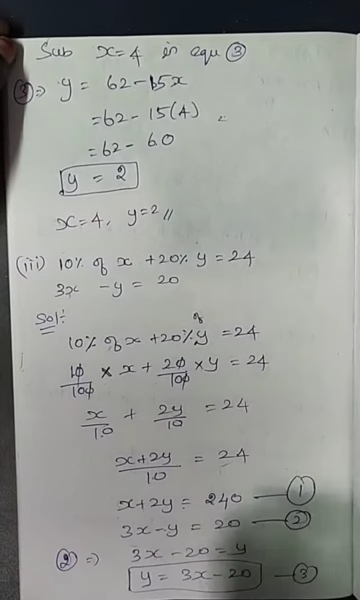 Sub x=4 in equ ③
③⇒ y = 62-15x
=62-15(4)
=62-60
y = 2
x=4, y=2//
(iii) 10% of x +20% y = 24
3x -y = 20
Sol:
10% of x +20% of y =24
10/100 × x + 20/100 × y = 24
x/10 + 2y/10 = 24
x+2y/10 = 24
x+2y = 240 — ①
3x-y = 20 — ②
②⇒ 3x-20=y
y = 3x-20 — ③